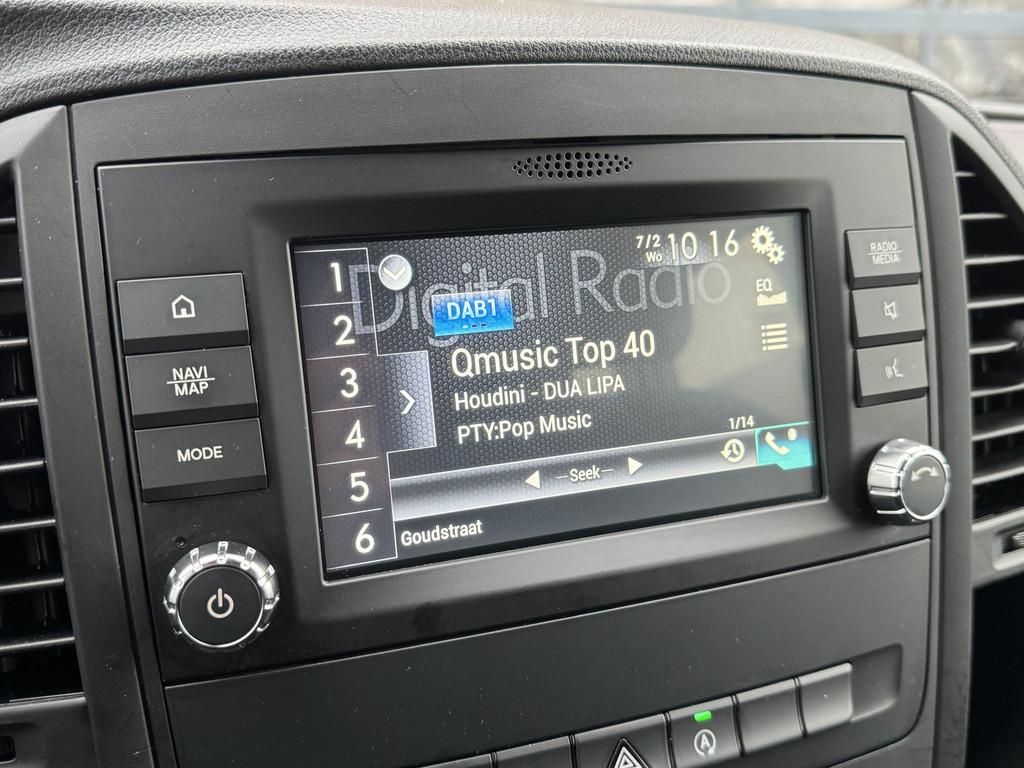 RADIO
MEDIA
NAVI
MAP
MODE
7/2
Wo
10 16
Digital Radio
DAB1
EQ
1
2
3
4
5
6
Qmusic Top 40
Houdini - DUA LIPA
PTY:Pop Music
1/14
Seek
Goudstraat
A